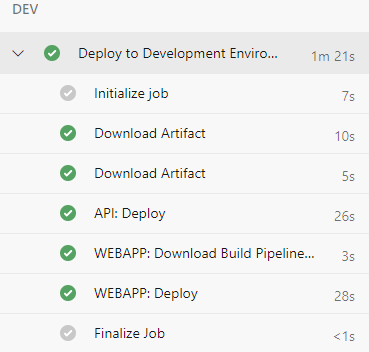 DEV
Deploy to Development Enviro... 1m 21s
Initialize job 7s
Download Artifact 10s
Download Artifact 5s
API: Deploy 26s
WEBAPP: Download Build Pipeline... 3s
WEBAPP: Deploy 28s
Finalize Job <1s